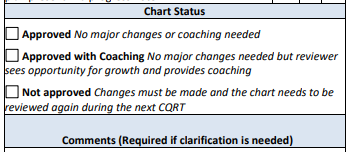 Chart Status
Approved No major changes or coaching needed
Approved with Coaching No major changes needed but reviewer
sees opportunity for growth and provides coaching
Not approved Changes must be made and the chart needs to be
reviewed again during the next CQRT
Comments (Required if clarification is needed)